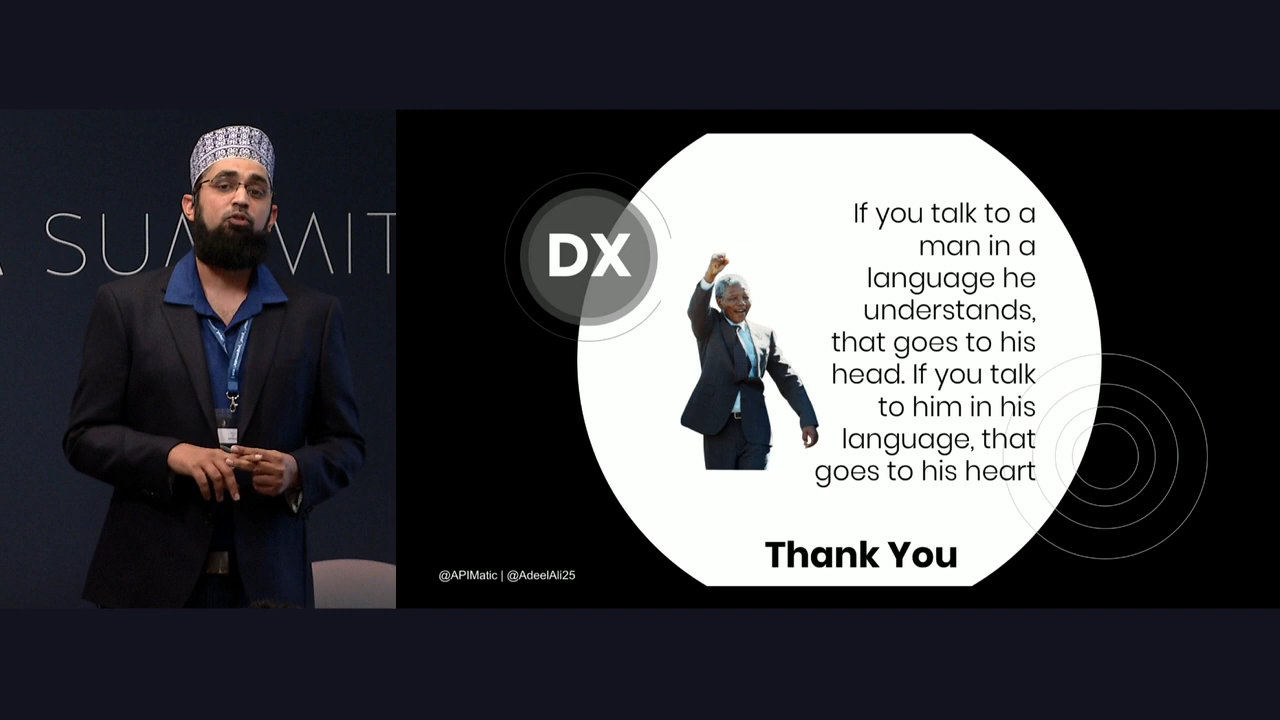 SUMMIT
DX
If you talk to a
man in a
language he
understands,
that goes to his
head. If you talk
to him in his
language, that
goes to his heart
Thank You
@APIMatic | @AdeelAli25